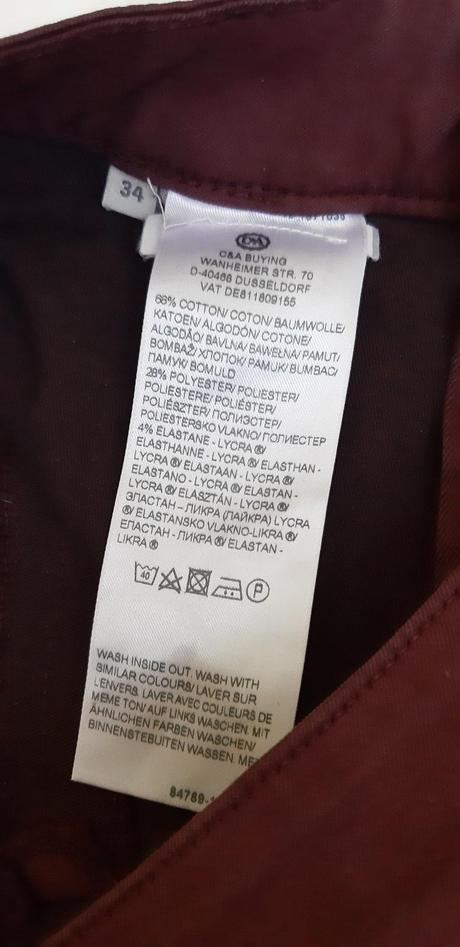 34
C&A
C&A BUYING
WANHEIMER STR. 70
D-40468 DUSSELDORF
VAT DE811809155
66% COTTON/ COTON/ BAUMWOLLE/
KATOEN/ ALGODÓN/ COTONE/
ALGODÃO/ BAVLNA/ BAWEŁNA/ PAMUT/
BOMBAŽ/ ХЛОПОК/ PAMUK/ BUMBAC/
ПАМУК/ BOMULD
28% POLYESTER/ POLIESTER/
POLIESTERE/ POLIÉSTER/
POLIÉSZTER/ ПОЛИЭСТЕР/
POLIESTERSKO VLAKNO/ ПОЛИЕСТЕР
4% ELASTANE - LYCRA ®/
ELASTHANNE - LYCRA ®/ ELASTHAN -
LYCRA ®/ ELASTAAN - LYCRA ®/
ELASTANO - LYCRA ®/ ELASTAN -
LYCRA ®/ ELASZTÁN - LYCRA ®/
ЭЛАСТАН – ЛИКРА (ЛАЙКРА) LYCRA
®/ ELASTANSKO VLAKNO-LIKRA ®/
ЕЛАСТАН - ЛИКРА ®/ ELASTAN -
LIKRA ®
40 P
WASH INSIDE OUT. WASH WITH
SIMILAR COLOURS/ LAVER SUR
L'ENVERS. LAVER AVEC COULEURS DE
MEME TON/ AUF LINKS WASCHEN. MIT
ÄHNLICHEN FARBEN WASCHEN/
BINNENSTEBUITEN WASSEN. ME
84789-